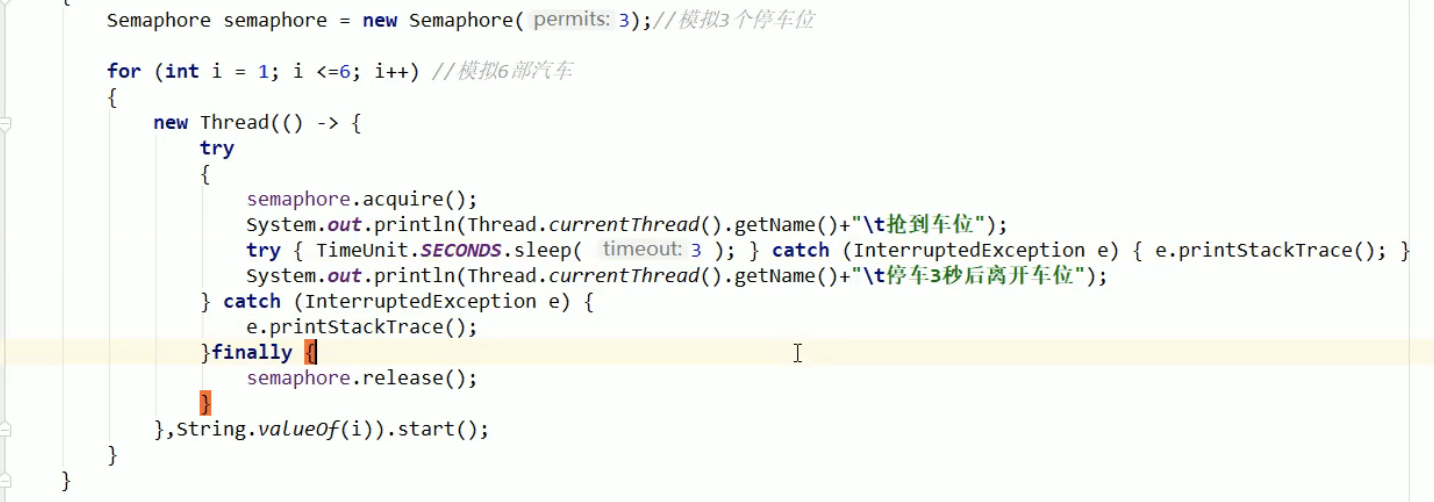 {
Semaphore semaphore = new Semaphore( permits: 3);//模拟3个停车位
for (int i = 1; i <=6; i++) //模拟6部汽车
{
new Thread(() -> {
try
{
semaphore.acquire();
System.out.println(Thread.currentThread().getName()+"\t抢到车位");
try { TimeUnit.SECONDS.sleep( timeout: 3 ); } catch (InterruptedException e) { e.printStackTrace(); }
System.out.println(Thread.currentThread().getName()+"\t停车3秒后离开车位");
} catch (InterruptedException e) {
e.printStackTrace();
}finally {
semaphore.release();
}
},String.valueOf(i)).start();
}
}